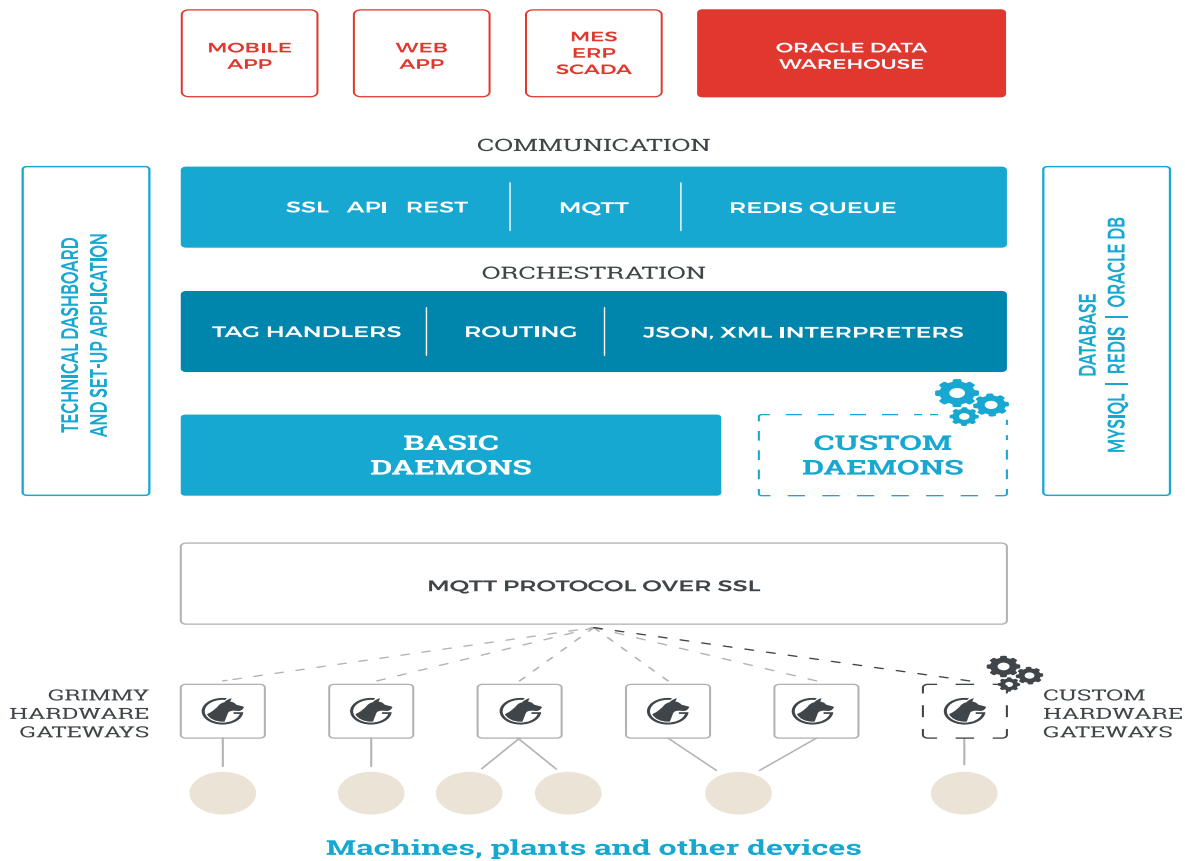 MOBILE
APP
WEB
APP
MES
ERP
SCADA
ORACLE DATA
WAREHOUSE
COMMUNICATION
SSL API REST
MQTT
REDIS QUEUE
TECHNICAL DASHBOARD
AND SET-UP APPLICATION
DATABASE
MYSIQL | REDIS | ORACLE DB
ORCHESTRATION
TAG HANDLERS
ROUTING
JSON, XML INTERPRETERS
BASIC
DAEMONS
CUSTOM
DAEMONS
MQTT PROTOCOL OVER SSL
GRIMMY
HARDWARE
GATEWAYS
CUSTOM
HARDWARE
GATEWAYS
Machines, plants and other devices